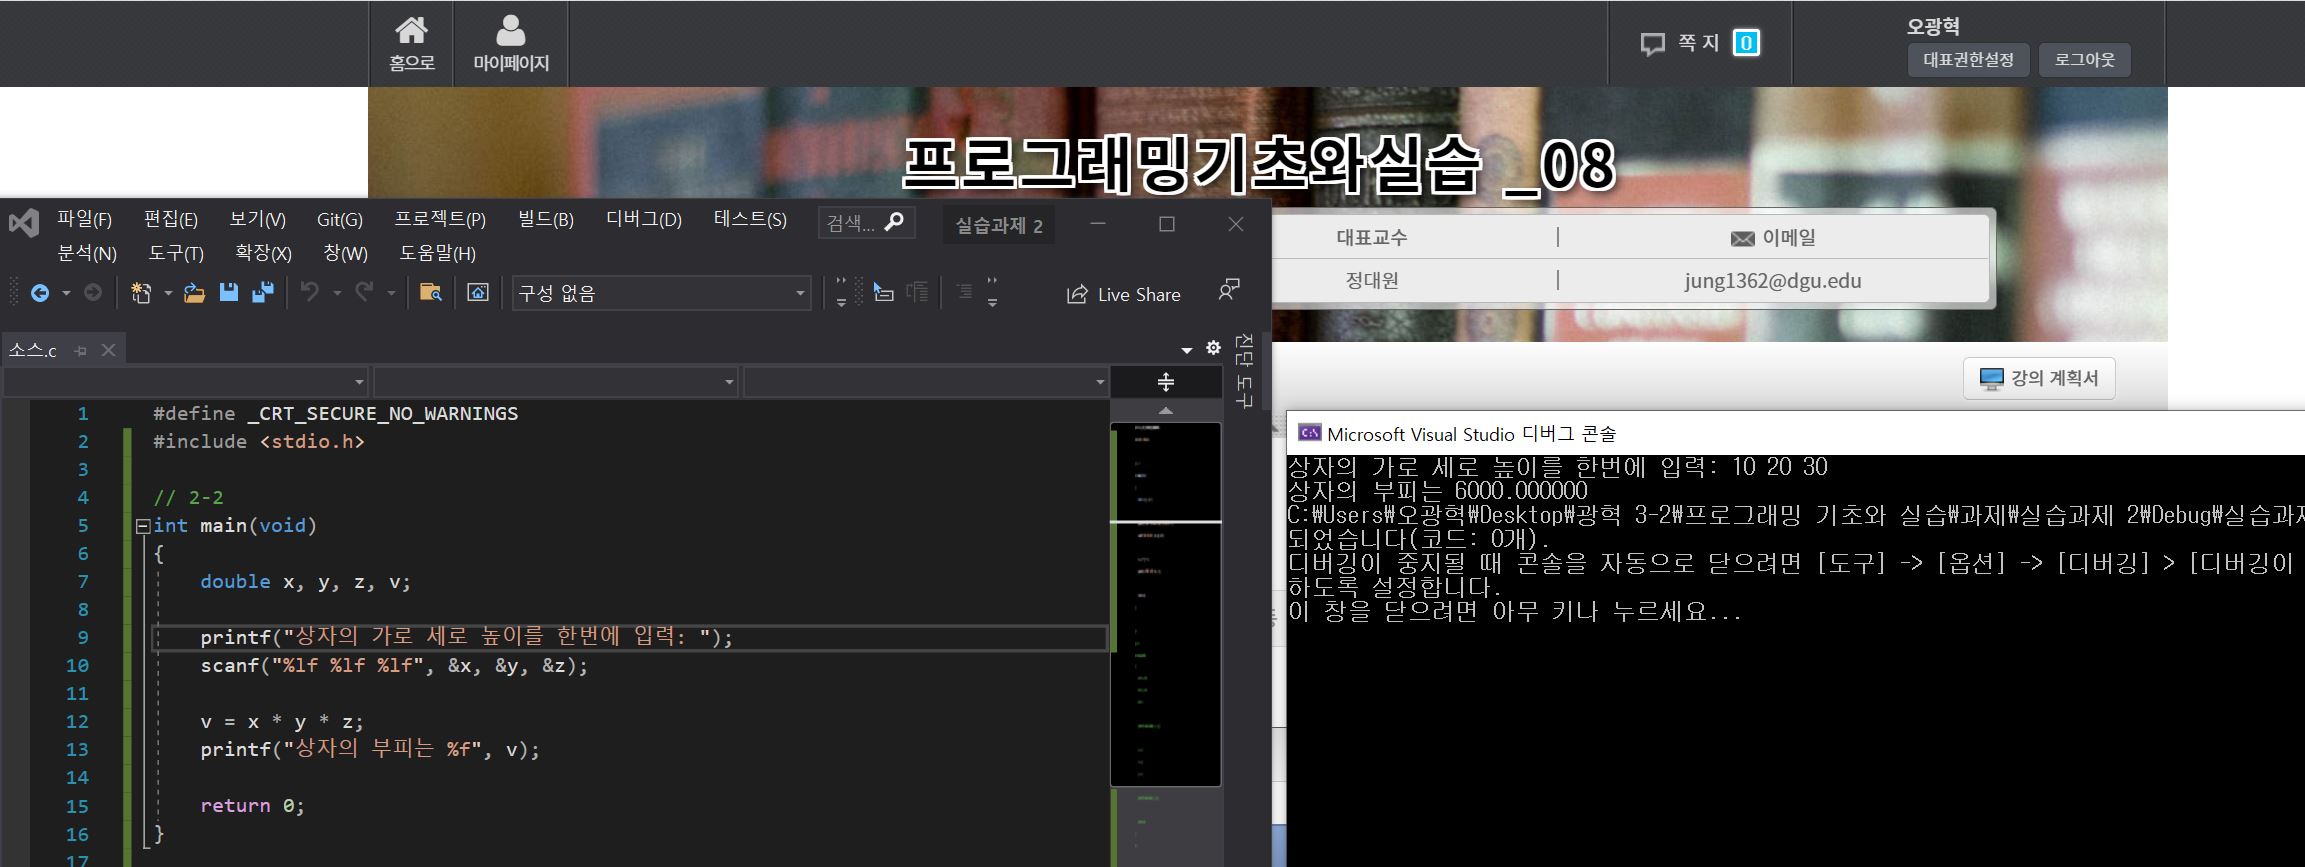 홈으로
마이페이지
쪽 지 0
오광혁
대표권한설정 로그아웃
프로그래밍기초와실습 _08
대표교수 | 이메일
정대원 | jung1362@dgu.edu
강의 계획서
파일(F) 편집(E) 보기(V) Git(G) 프로젝트(P) 빌드(B) 디버그(D) 테스트(S) 검색... 실습과제 2
분석(N) 도구(T) 확장(X) 창(W) 도움말(H)
구성 없음 Live Share
소스.c
진단 도구
1 #define _CRT_SECURE_NO_WARNINGS
2 #include <stdio.h>
3
4 // 2-2
5 int main(void)
6 {
7 double x, y, z, v;
8
9 printf("상자의 가로 세로 높이를 한번에 입력: ");
10 scanf("%lf %lf %lf", &x, &y, &z);
11
12 v = x * y * z;
13 printf("상자의 부피는 %f", v);
14
15 return 0;
16 }
17
Microsoft Visual Studio 디버그 콘솔
상자의 가로 세로 높이를 한번에 입력: 10 20 30
상자의 부피는 6000.000000
C:₩Users₩오광혁₩Desktop₩광혁 3-2₩프로그래밍 기초와 실습₩과제₩실습과제 2₩Debug₩실습과제
되었습니다(코드: 0개).
디버깅이 중지될 때 콘솔을 자동으로 닫으려면 [도구] -> [옵션] -> [디버깅] > [디버깅이
하도록 설정합니다.
이 창을 닫으려면 아무 키나 누르세요...